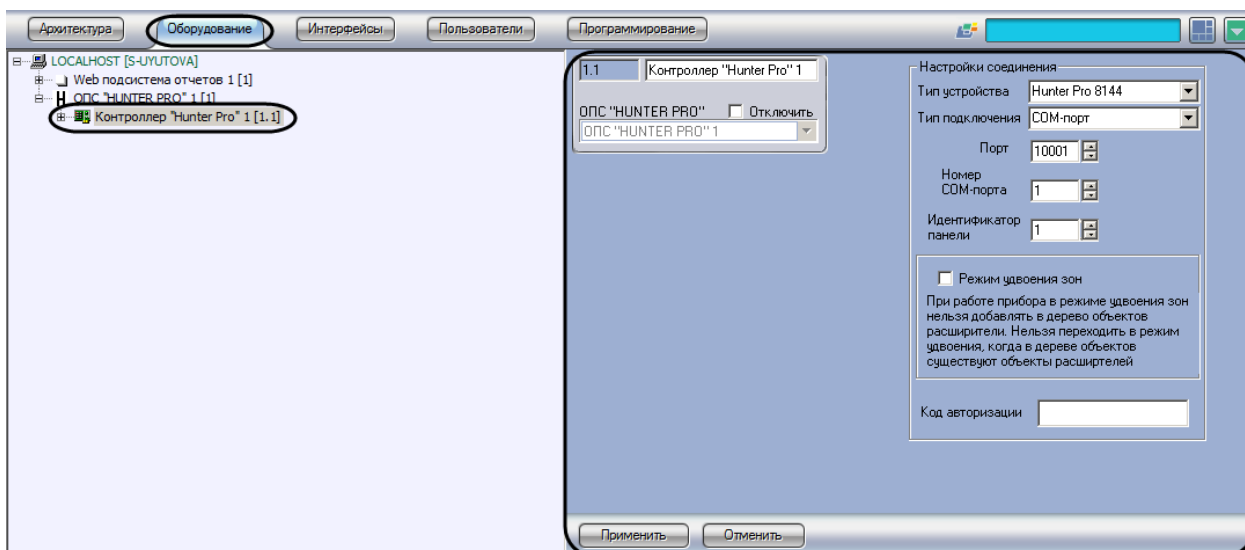 Архитектура Оборудование Интерфейсы Пользователи Программирование
LOCALHOST [S-UYUTOVA]
Web подсистема отчетов 1 [1]
ОПС "HUNTER PRO" 1 [1]
Контроллер "Hunter Pro" 1 [1.1]
1.1 Контроллер "Hunter Pro" 1
ОПС "HUNTER PRO" Отключить
ОПС "HUNTER PRO" 1
Настройки соединения
Тип устройства Hunter Pro 8144
Тип подключения COM-порт
Порт 10001
Номер
COM-порта 1
Идентификатор
панели 1
Режим удвоения зон
При работе прибора в режиме удвоения зон
нельзя добавлять в дерево объектов
расширители. Нельзя переходить в режим
удвоения, когда в дереве объектов
существуют объекты расширтелей
Код авторизации
Применить Отменить